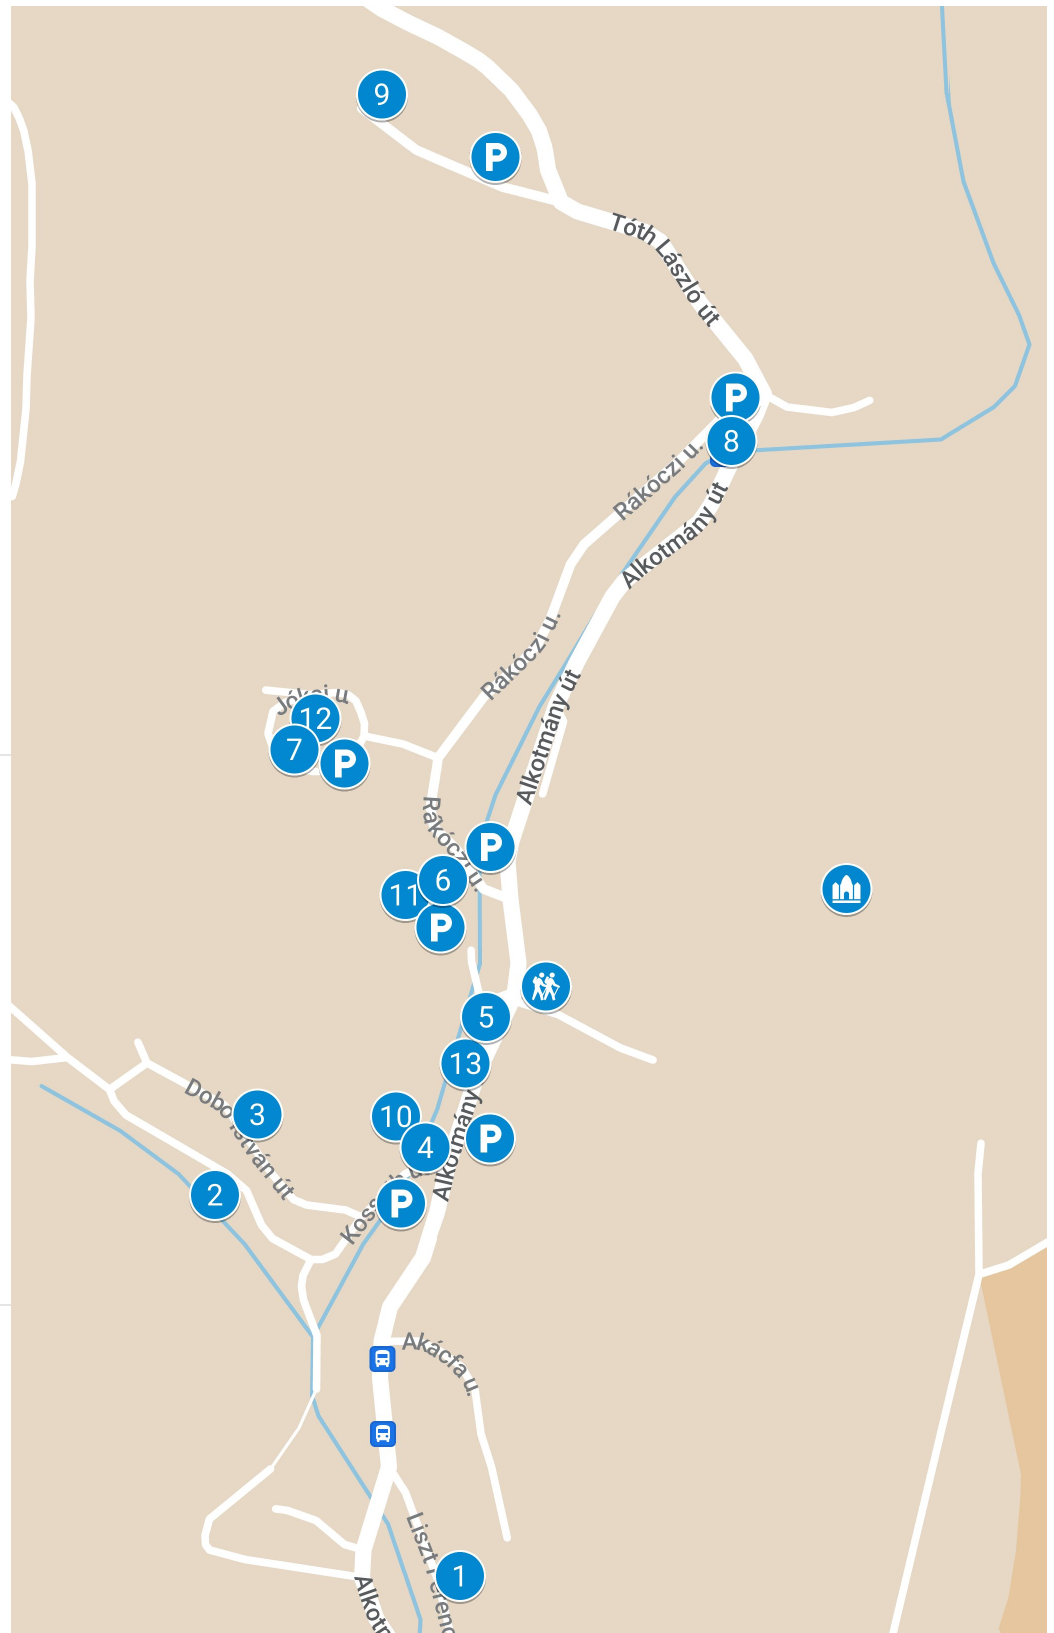 9
P
Tóth László út
P
8
Rákóczi u.
Alkotmány út
Rákóczi u.
Alkotmány út
12
7
P
Rákóczi u.
P
6
11
P
5
13
3
10
4
P
Alkotmány
István út
2
P
Akácfa u.
Liszt Ferenc
1